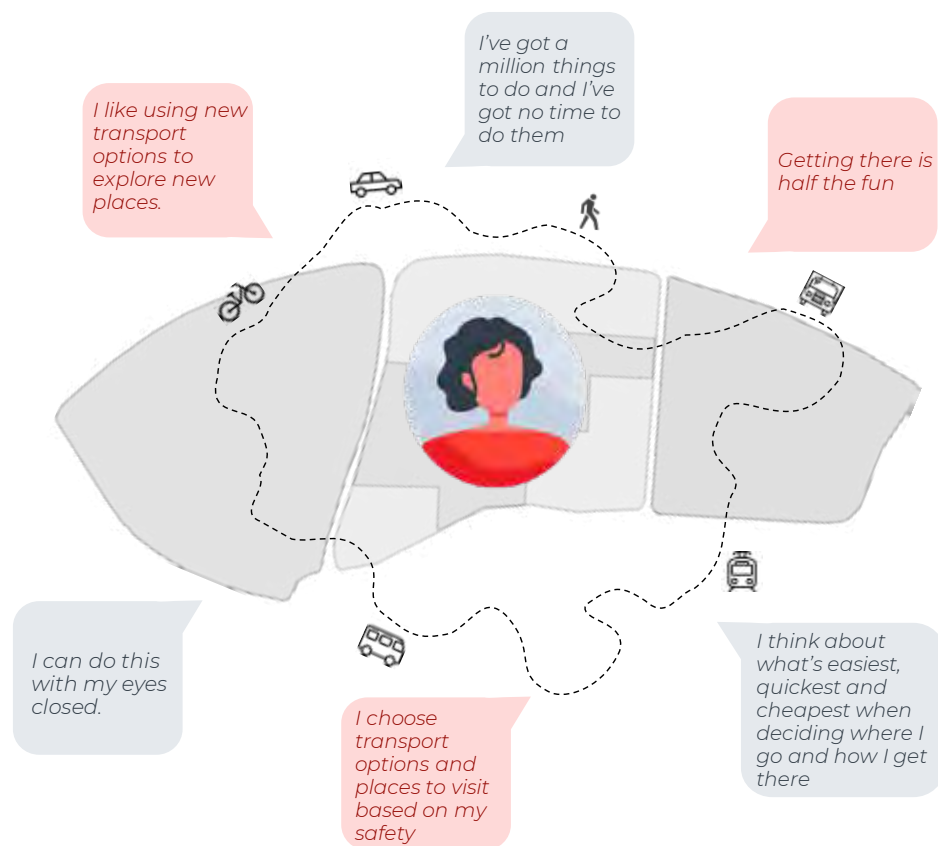 I've got a
million things
to do and I've
got no time to
do them
I like using new
transport
options to
explore new
places.
Getting there is
half the fun
I can do this
with my eyes
closed.
I choose
transport
options and
places to visit
based on my
safety
I think about
what's easiest,
quickest and
cheapest when
deciding where I
go and how I get
there